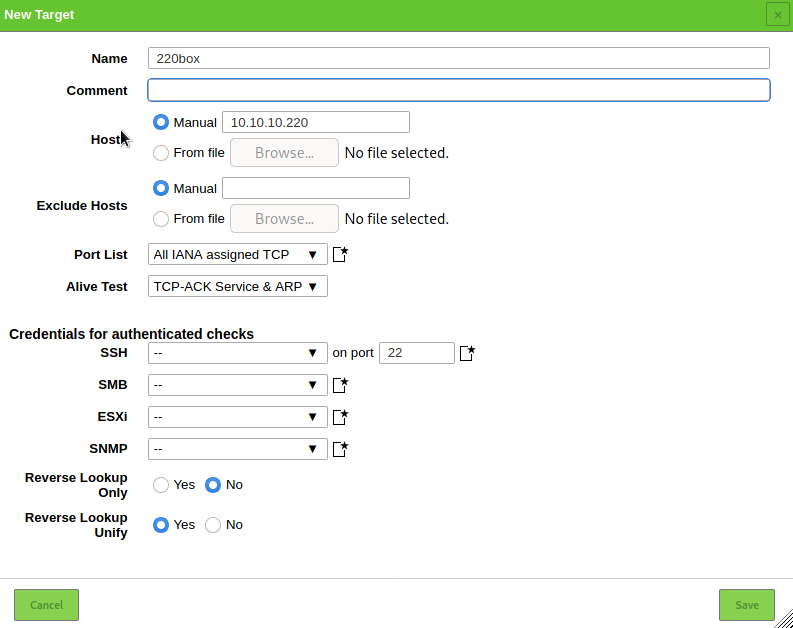 New Target ×
Name 220box
Comment
Hosts Manual 10.10.10.220
From file Browse... No file selected.
Exclude Hosts Manual
From file Browse... No file selected.
Port List All IANA assigned TCP ▼
Alive Test TCP-ACK Service & ARP ▼
Credentials for authenticated checks
SSH -- ▼ on port 22
SMB -- ▼
ESXi -- ▼
SNMP -- ▼
Reverse Lookup
Only Yes No
Reverse Lookup
Unify Yes No
Cancel Save